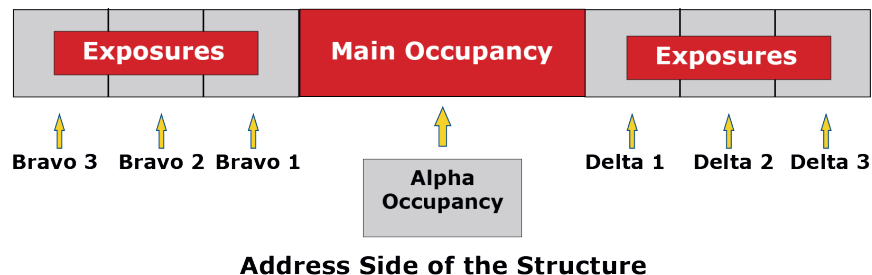 Exposures
Main Occupancy
Exposures
Bravo 3
Bravo 2
Bravo 1
Delta 1
Delta 2
Delta 3
Alpha
Occupancy
Address Side of the Structure